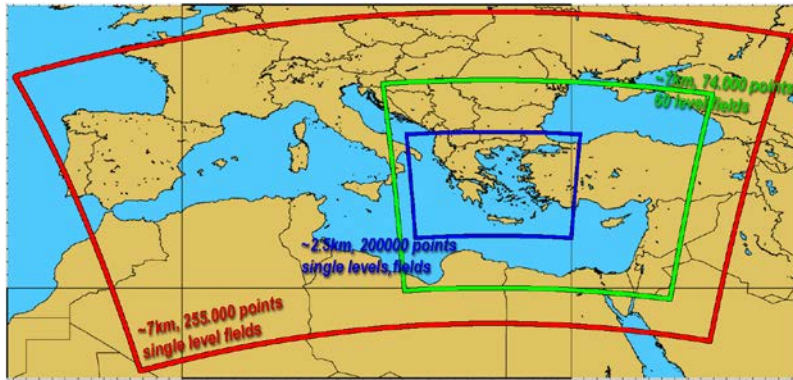 ~7km, 74.000 points
60 level fields
~2.5km, 200000 points
single levels,fields
~7km, 255.000 points
single level fields